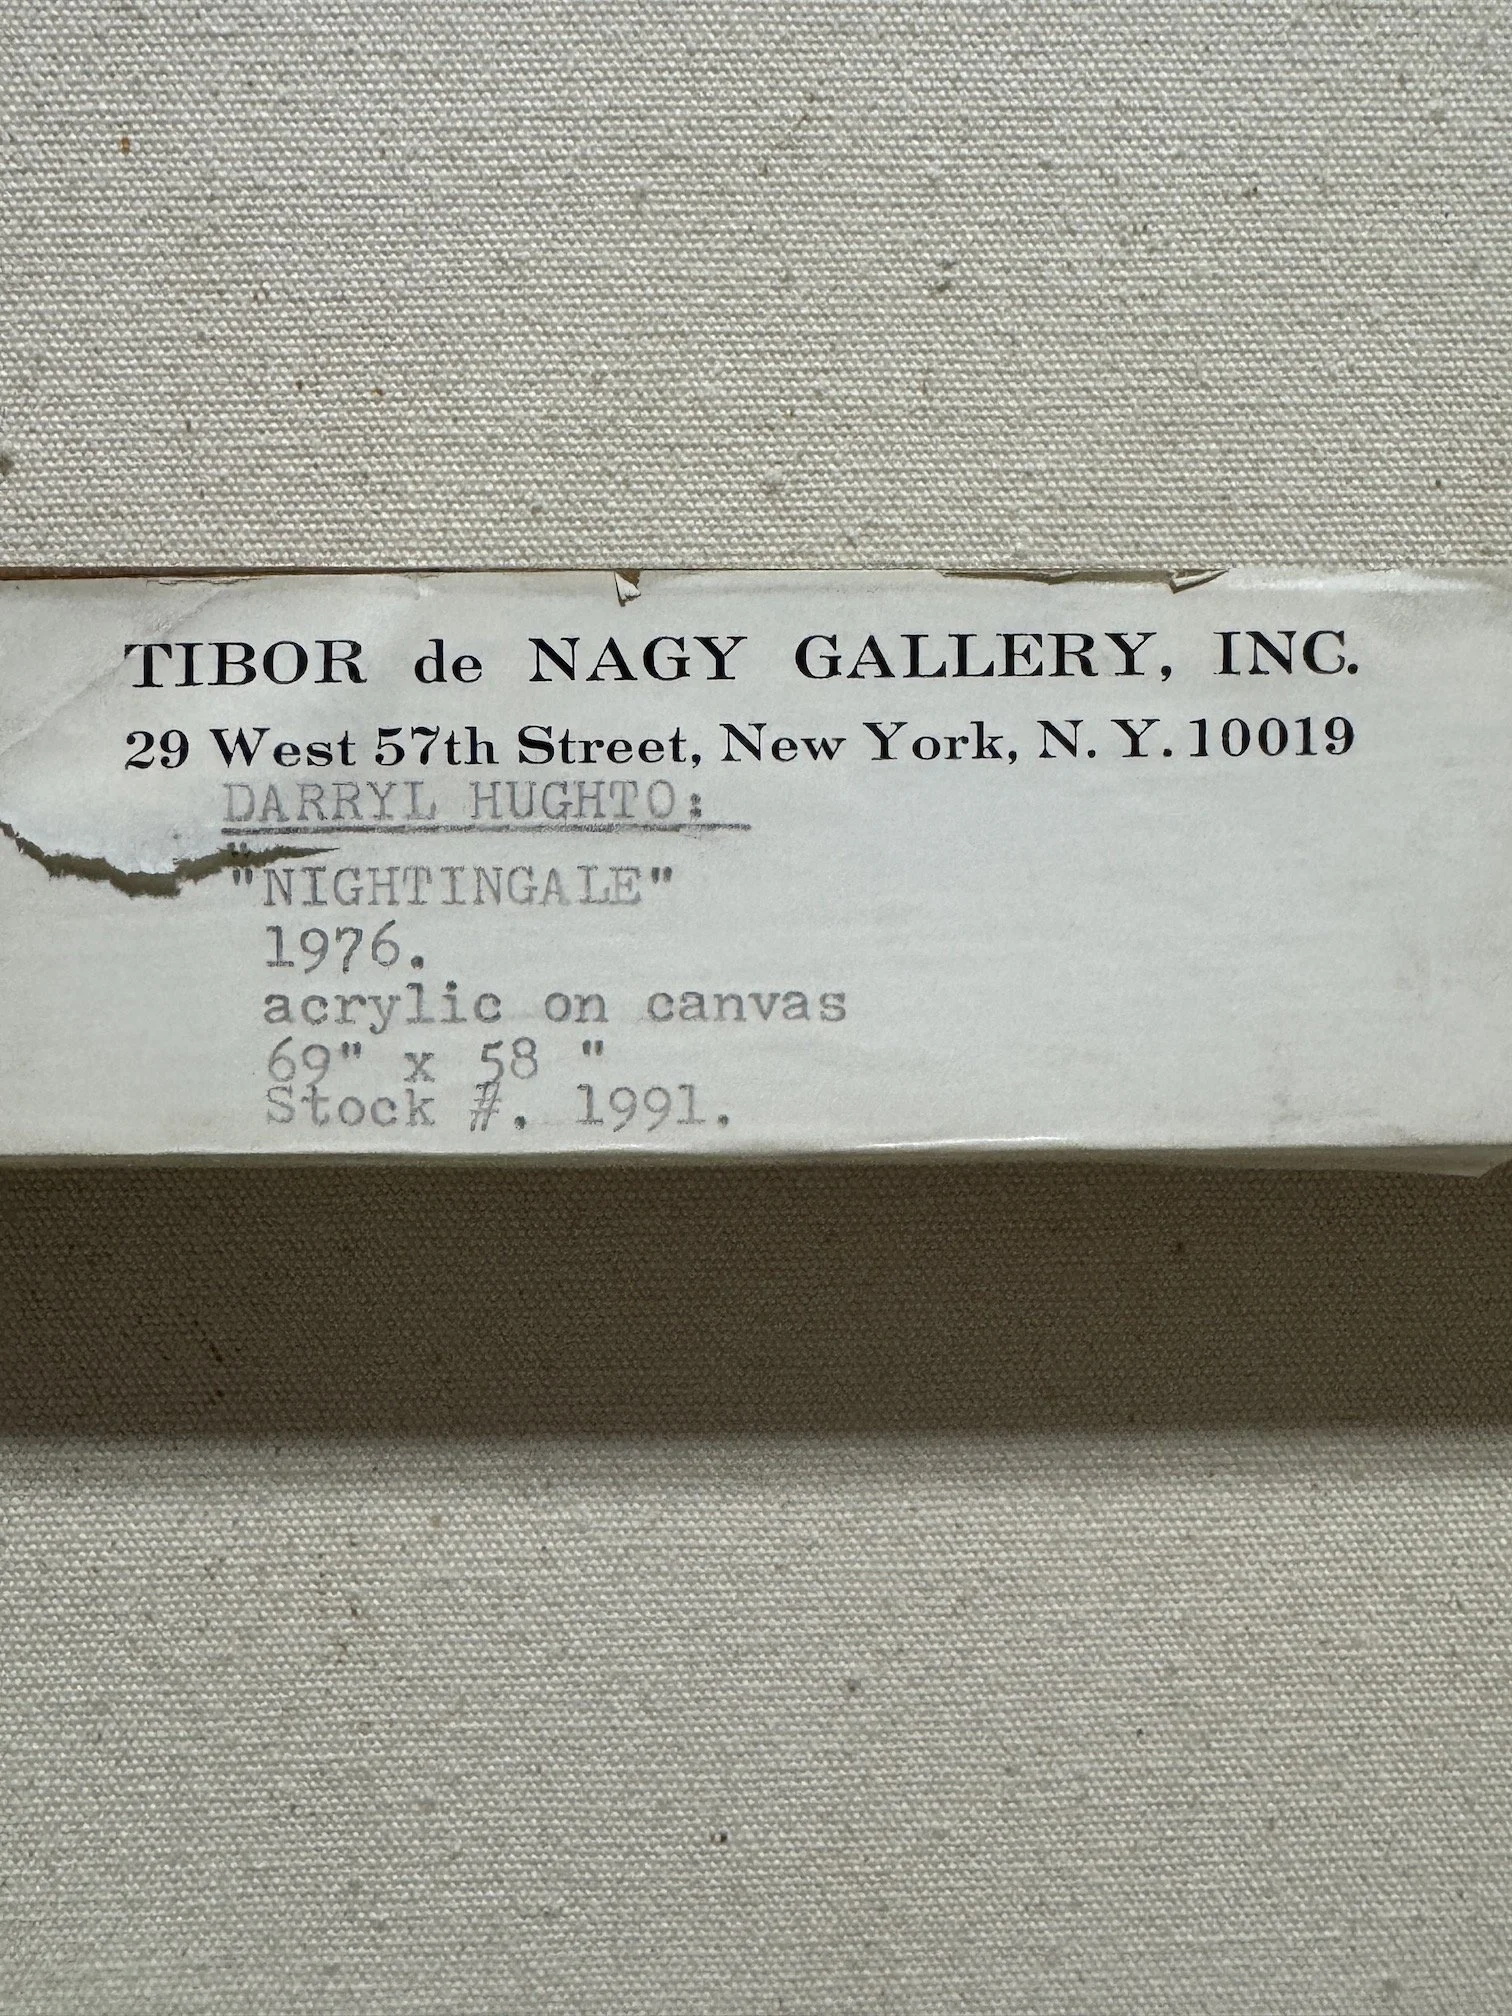 TIBOR de NAGY GALLERY, INC.
29 West 57th Street, New York, N.Y. 10019
DARRYL HUGHTO:
"NIGHTINGALE"
1976.
acrylic on canvas
69" x 58 "
Stock #. 1991.